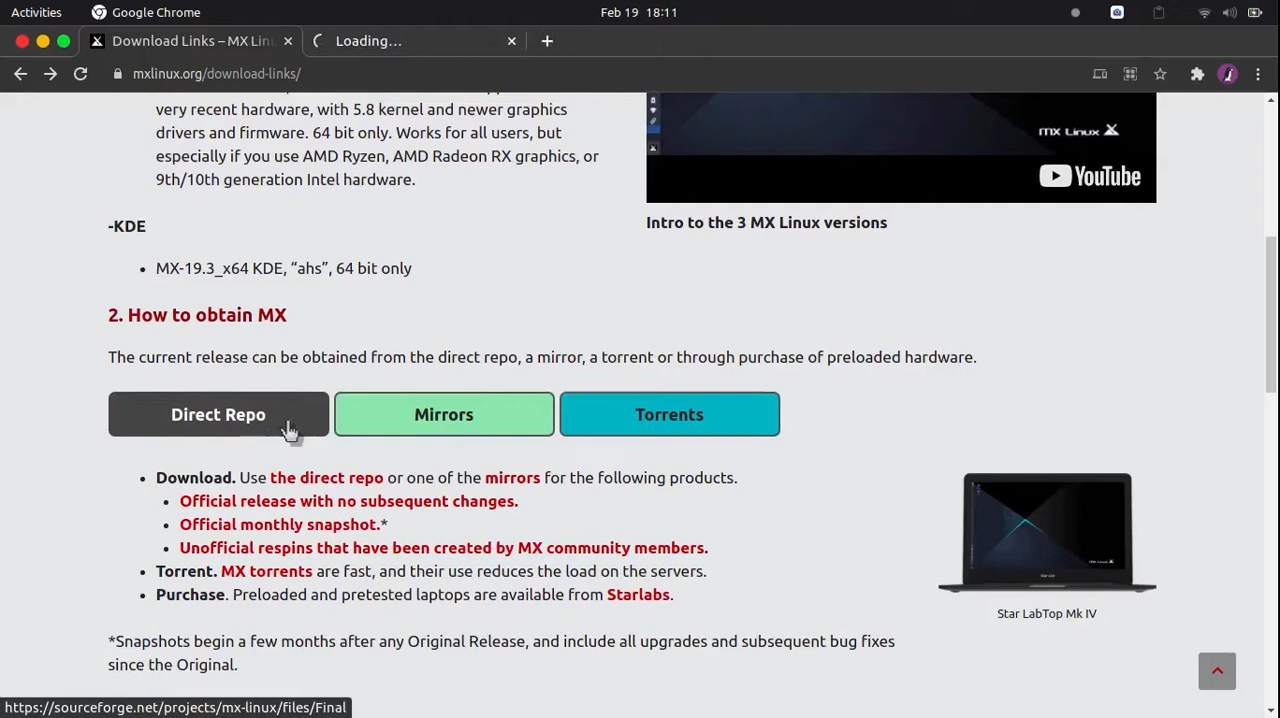 Activities
Google Chrome
Feb 19 18:11
Download Links – MX Lin
Loading…
mxlinux.org/download-links/
very recent hardware, with 5.8 kernel and newer graphics
drivers and firmware. 64 bit only. Works for all users, but
especially if you use AMD Ryzen, AMD Radeon RX graphics, or
9th/10th generation Intel hardware.
mx Linux
YouTube
Intro to the 3 MX Linux versions
-KDE
• MX-19.3_x64 KDE, “ahs”, 64 bit only
2. How to obtain MX
The current release can be obtained from the direct repo, a mirror, a torrent or through purchase of preloaded hardware.
Direct Repo
Mirrors
Torrents
• Download. Use the direct repo or one of the mirrors for the following products.
• Official release with no subsequent changes.
• Official monthly snapshot.*
• Unofficial respins that have been created by MX community members.
• Torrent. MX torrents are fast, and their use reduces the load on the servers.
• Purchase. Preloaded and pretested laptops are available from Starlabs.
Star LabTop Mk IV
*Snapshots begin a few months after any Original Release, and include all upgrades and subsequent bug fixes
since the Original.
https://sourceforge.net/projects/mx-linux/files/Final